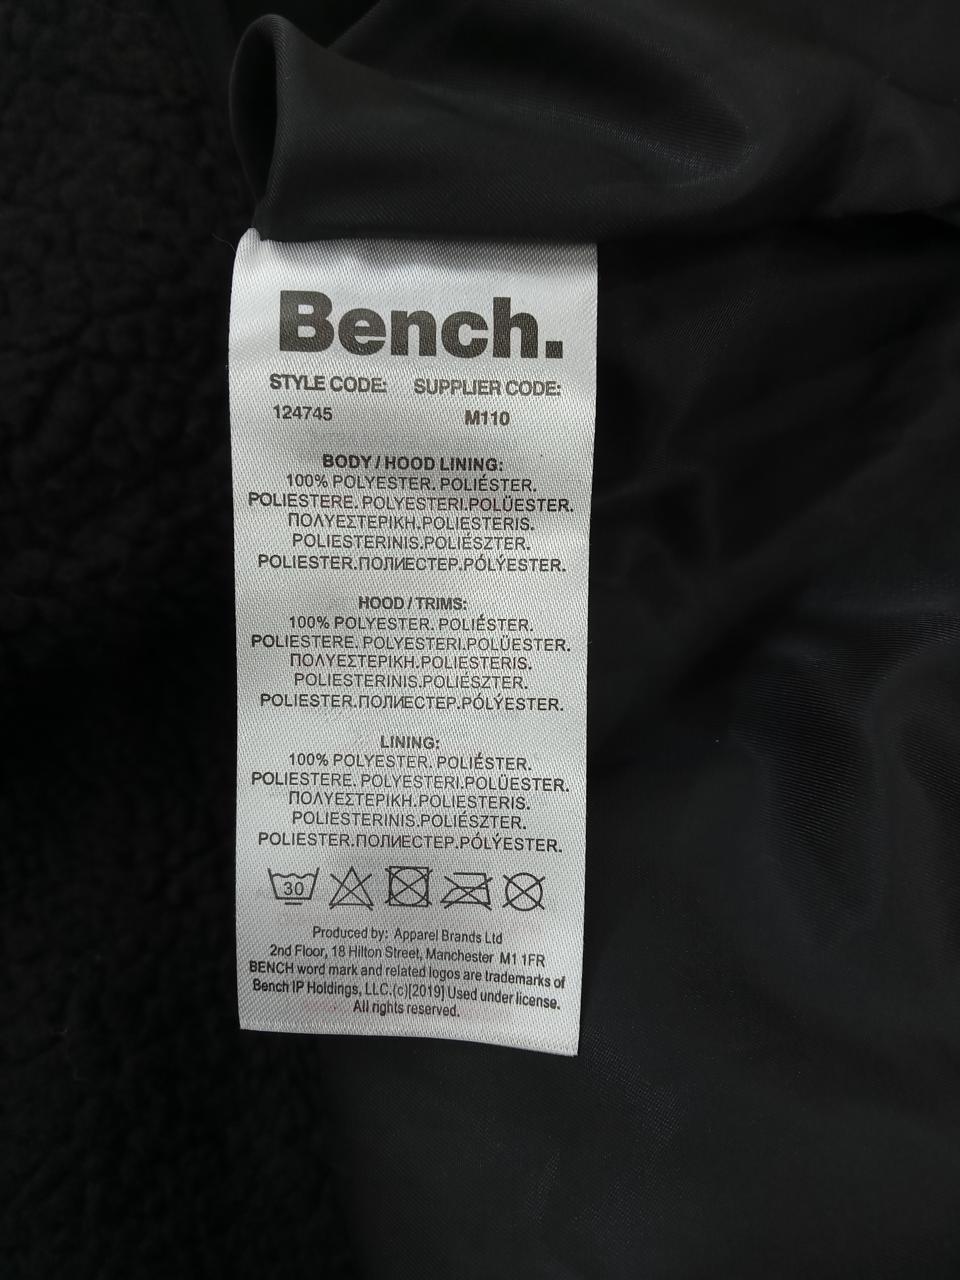 Bench.
STYLE CODE: SUPPLIER CODE:
124745 M110
BODY / HOOD LINING:
100% POLYESTER. POLIÉSTER.
POLIESTERE. POLYESTERI.POLÜESTER.
ΠΟΛΥΕΣΤΕΡΙΚΗ.POLIESTERIS.
POLIESTERINIS.POLIÉSZTER.
POLIESTER.ПОЛИЕСТЕР.PÓLÝESTER.
HOOD / TRIMS:
100% POLYESTER. POLIÉSTER.
POLIESTERE. POLYESTERI.POLÜESTER.
ΠΟΛΥΕΣΤΕΡΙΚΗ.POLIESTERIS.
POLIESTERINIS.POLIÉSZTER.
POLIESTER.ПОЛИЕСТЕР.PÓLÝESTER.
LINING:
100% POLYESTER. POLIÉSTER.
POLIESTERE. POLYESTERI.POLÜESTER.
ΠΟΛΥΕΣΤΕΡΙΚΗ.POLIESTERIS.
POLIESTERINIS.POLIÉSZTER.
POLIESTER.ПОЛИЕСТЕР.PÓLÝESTER.
30
Produced by: Apparel Brands Ltd
2nd Floor, 18 Hilton Street, Manchester M1 1FR
BENCH word mark and related logos are trademarks of
Bench IP Holdings, LLC.(c)[2019] Used under license.
All rights reserved.